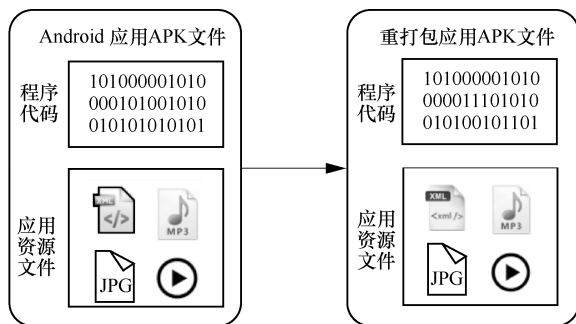 Android 应用APK文件
程序
代码
101000001010
000101001010
010101010101
应用
资源
文件
XML
</>
MP3
JPG
重打包应用APK文件
程序
代码
101000001010
000011101010
010100101101
应用
资源
文件
XML
<xml />
MP3
JPG